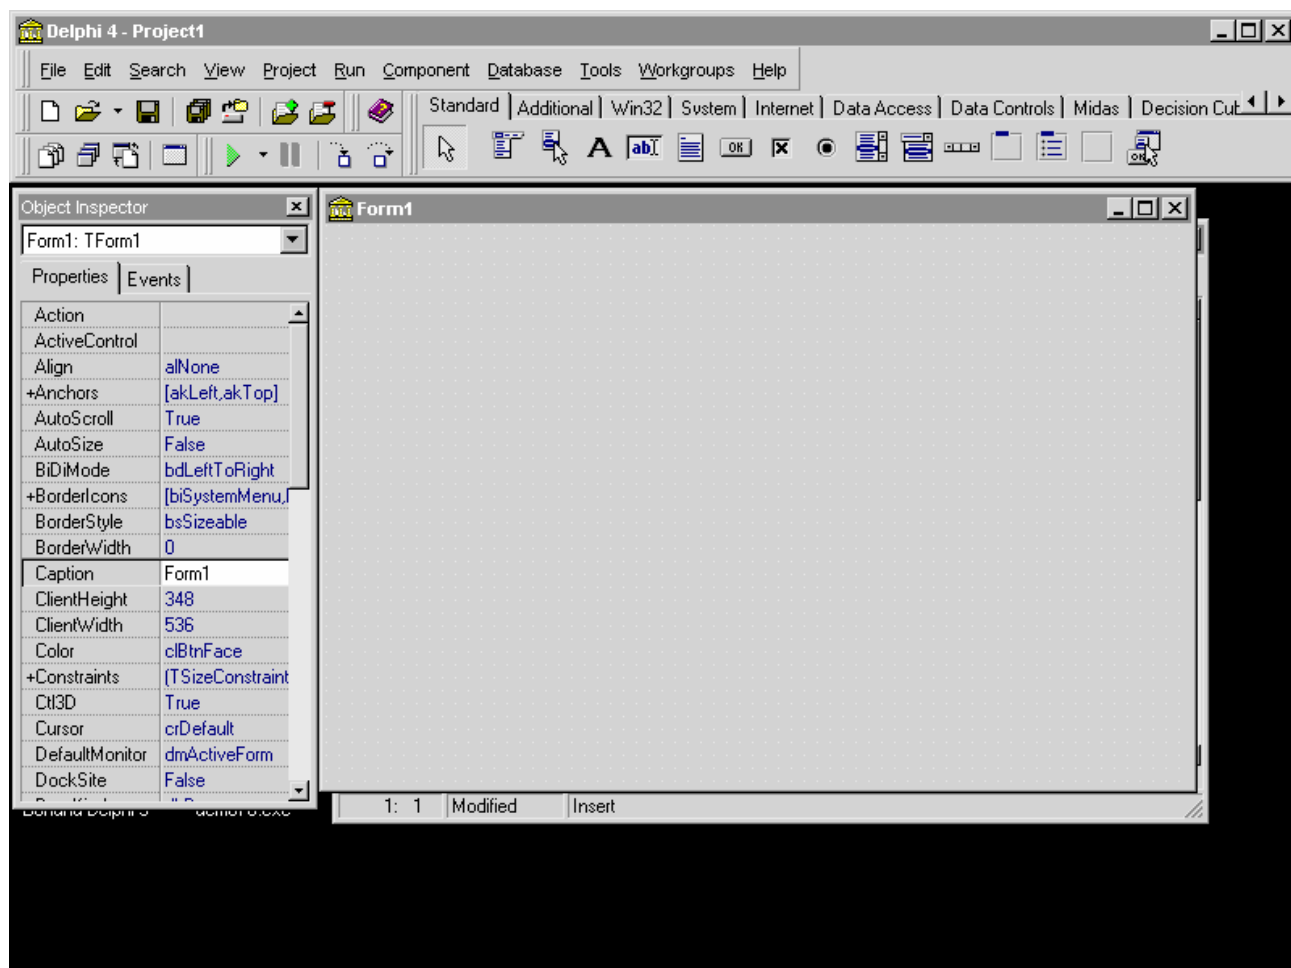 Delphi 4 - Project1
File Edit Search View Project Run Component Database Tools Workgroups Help
Standard Additional Win32 System Internet Data Access Data Controls Midas Decision Cub
A ab OK
OK
Object Inspector
Form1
Form1: TForm1
Properties Events
Action
ActiveControl
Align alNone
+Anchors [akLeft,akTop]
AutoScroll True
AutoSize False
BiDiMode bdLeftToRight
+BorderIcons [biSystemMenu,
BorderStyle bsSizeable
BorderWidth 0
Caption Form1
ClientHeight 348
ClientWidth 536
Color clBtnFace
+Constraints (TSizeConstraint
Ctl3D True
Cursor crDefault
DefaultMonitor dmActiveForm
DockSite False
1: 1 Modified Insert